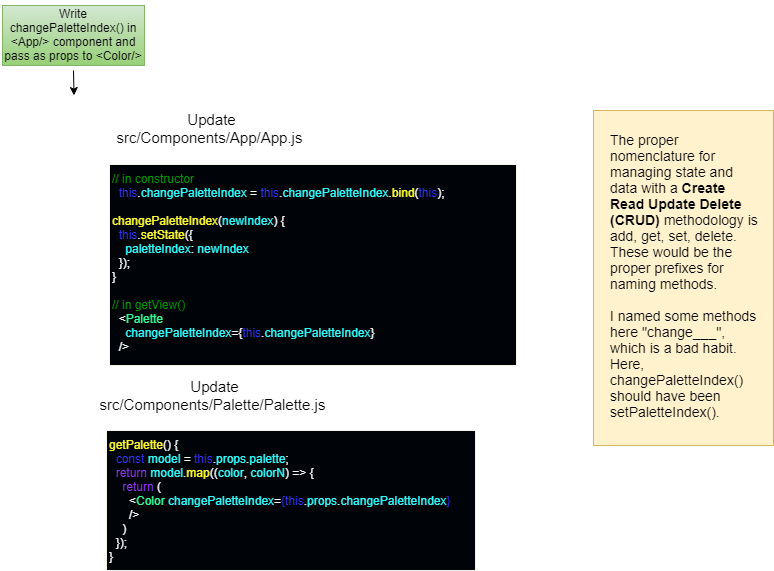 Write
changePaletteIndex() in
<App/> component and
pass as props to <Color/>
Update
src/Components/App/App.js
// in constructor
this.changePaletteIndex = this.changePaletteIndex.bind(this);
changePaletteIndex(newIndex) {
this.setState({
paletteIndex: newIndex
});
}
// in getView()
<Palette
changePaletteIndex={this.changePaletteIndex}
/>
Update
src/Components/Palette/Palette.js
getPalette() {
const model = this.props.palette;
return model.map((color, colorN) => {
return (
<Color changePaletteIndex={this.props.changePaletteIndex}
/>
)
});
}
The proper
nomenclature for
managing state and
data with a Create
Read Update Delete
(CRUD) methodology is
add, get, set, delete.
These would be the
proper prefixes for
naming methods.
I named some methods
here "change___",
which is a bad habit.
Here,
changePaletteIndex()
should have been
setPaletteIndex().